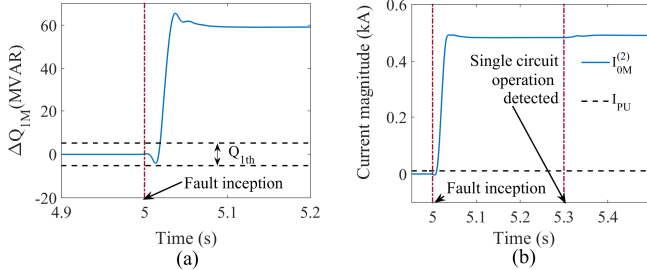 60
40
20
0
-20
4.9
5
5.1
5.2
ΔQ1M(MVAR)
Q1th
Fault inception
Time (s)
(a)
0.6
0.4
0.2
0
5
5.1
5.2
5.3
5.4
Current magnitude (kA)
Single circuit
operation
detected
I0M(2)
IPU
Fault inception
Time (s)
(b)